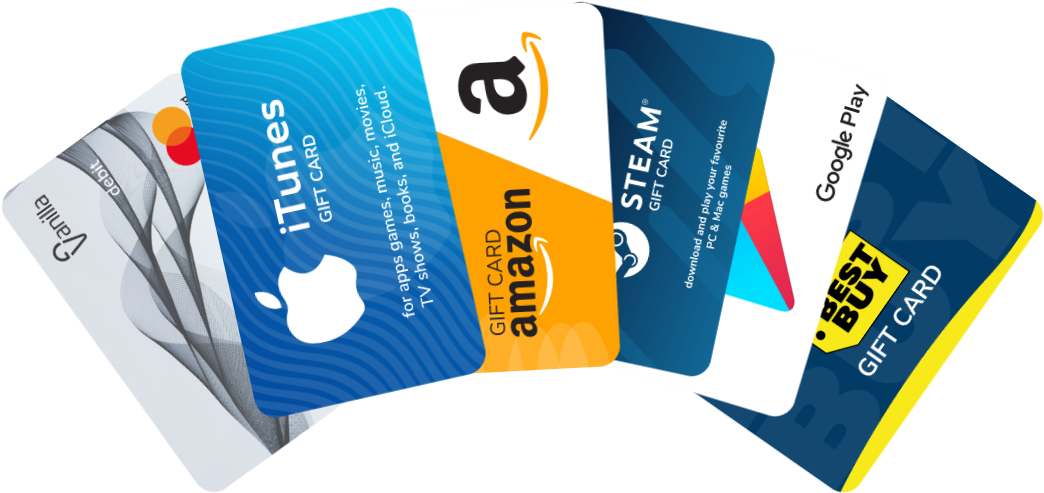 Vanilla
debit
iTunes
GIFT CARD
for apps games, music, movies,
TV shows, books, and iCloud.
a
GIFT CARD
amazon
STEAM®
GIFT CARD
download and play your favourite
PC & Mac games
Google Play
BEST
BUY
GIFT CARD